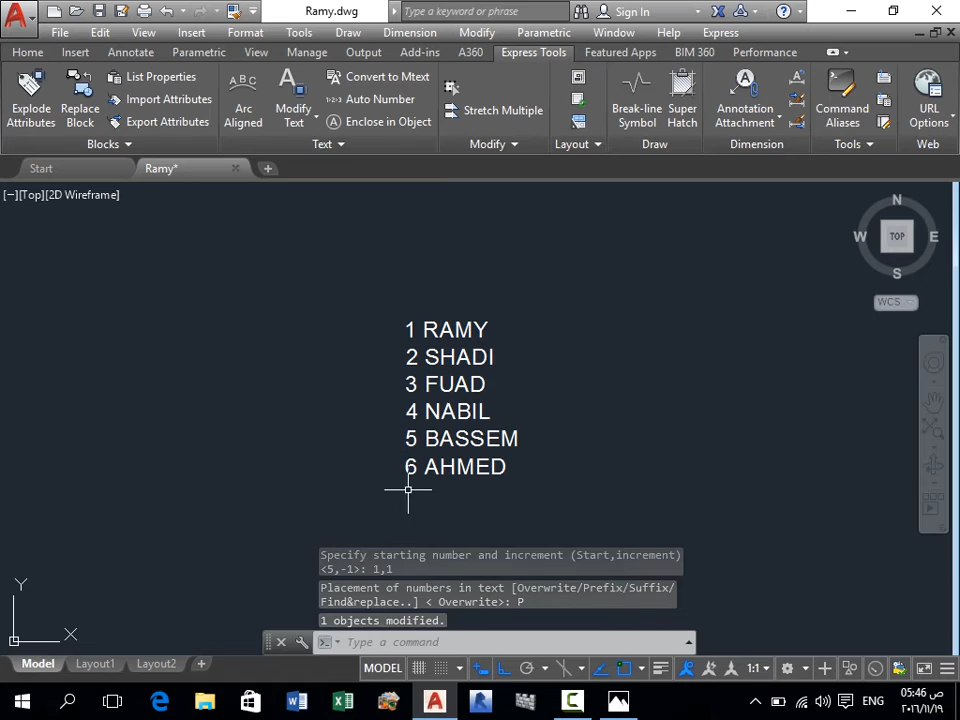 Ramy.dwg
Type a keyword or phrase
Sign In
File Edit View Insert Format Tools Draw Dimension Modify Parametric Window Help Express
Home Insert Annotate Parametric View Manage Output Add-ins A360 Express Tools Featured Apps BIM 360 Performance
Explode Attributes
Replace Block
List Properties
Import Attributes
Export Attributes
Blocks
ABC
Arc Aligned
Modify Text
Convert to Mtext
Auto Number
Enclose in Object
Text
Stretch Multiple
Modify
Layout
Break-line Symbol
Super Hatch
Draw
Annotation Attachment
Dimension
Command Aliases
Tools
URL Options
Web
Start
Ramy*
[−][Top][2D Wireframe]
N
W TOP E
S
WCS
1 RAMY
2 SHADI
3 FUAD
4 NABIL
5 BASSEM
6 AHMED
Specify starting number and increment (Start,increment)
<5,-1>: 1,1
Placement of numbers in text [Overwrite/Prefix/Suffix/
Find&replace..] < Overwrite>: P
1 objects modified.
Type a command
Y
X
Model Layout1 Layout2
MODEL
1:1
ENG
05:46 ص
٢٠١٦/١١/١٩